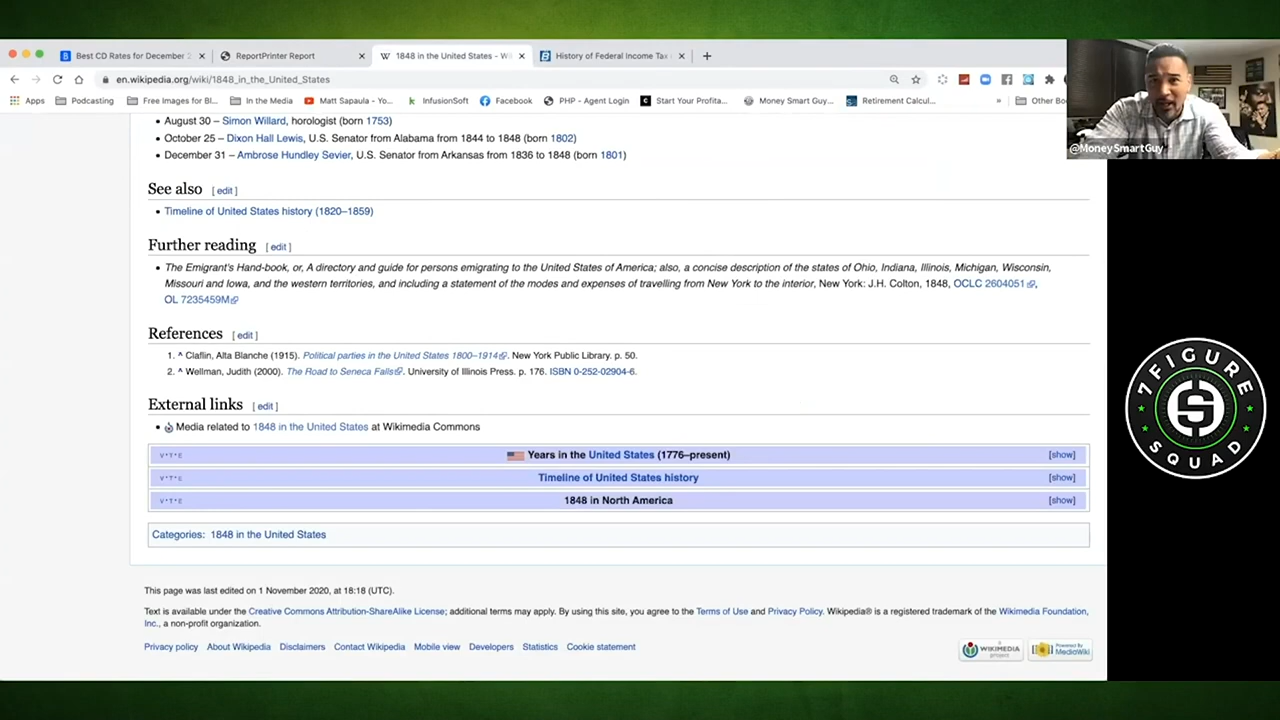 Best CD Rates for December 2
ReportPrinter Report
1848 in the United States - Wi
History of Federal Income Tax
en.wikipedia.org/wiki/1848_in_the_United_States
Apps
Podcasting
Free Images for Bl...
In the Media
Matt Sapaula - Yo...
InfusionSoft
Facebook
PHP - Agent Login
Start Your Profita...
Money Smart Guy...
Retirement Calcul...
»
Other Bo
@MoneySmartGuy
• August 30 – Simon Willard, horologist (born 1753)
• October 25 – Dixon Hall Lewis, U.S. Senator from Alabama from 1844 to 1848 (born 1802)
• December 31 – Ambrose Hundley Sevier, U.S. Senator from Arkansas from 1836 to 1848 (born 1801)
See also [ edit ]
• Timeline of United States history (1820–1859)
Further reading [ edit ]
• The Emigrant's Hand-book, or, A directory and guide for persons emigrating to the United States of America; also, a concise description of the states of Ohio, Indiana, Illinois, Michigan, Wisconsin,
Missouri and Iowa, and the western territories, and including a statement of the modes and expenses of travelling from New York to the interior, New York: J.H. Colton, 1848, OCLC 2604051,
OL 7235459M
References [ edit ]
1. ^ Claflin, Alta Blanche (1915). Political parties in the United States 1800–1914. New York Public Library. p. 50.
2. ^ Wellman, Judith (2000). The Road to Seneca Falls. University of Illinois Press. p. 176. ISBN 0-252-02904-6.
External links [ edit ]
• Media related to 1848 in the United States at Wikimedia Commons
V·T·E Years in the United States (1776–present) [show]
V·T·E Timeline of United States history [show]
V·T·E 1848 in North America [show]
Categories: 1848 in the United States
This page was last edited on 1 November 2020, at 18:18 (UTC).
Text is available under the Creative Commons Attribution-ShareAlike License; additional terms may apply. By using this site, you agree to the Terms of Use and Privacy Policy. Wikipedia® is a registered trademark of the Wikimedia Foundation,
Inc., a non-profit organization.
Privacy policy About Wikipedia Disclaimers Contact Wikipedia Mobile view Developers Statistics Cookie statement
a
WIKIMEDIA
project
Powered By
MediaWiki
7FIGURE
SQUAD